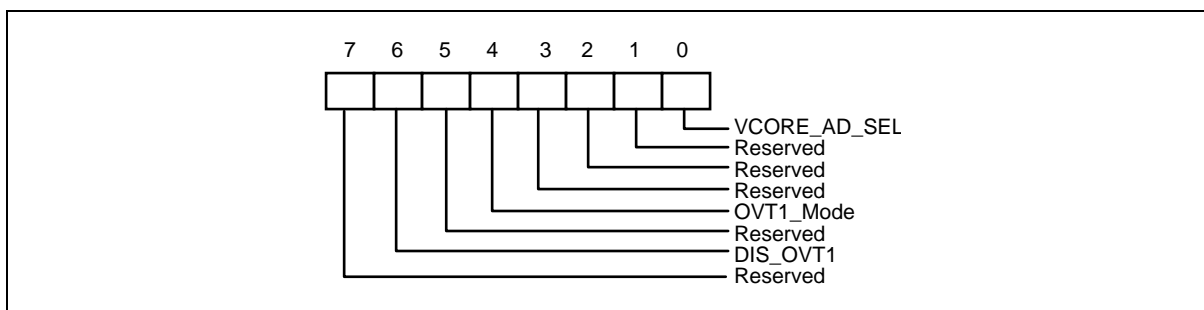 7 6 5 4 3 2 1 0
VCORE_AD_SEL
Reserved
Reserved
Reserved
OVT1_Mode
Reserved
DIS_OVT1
Reserved